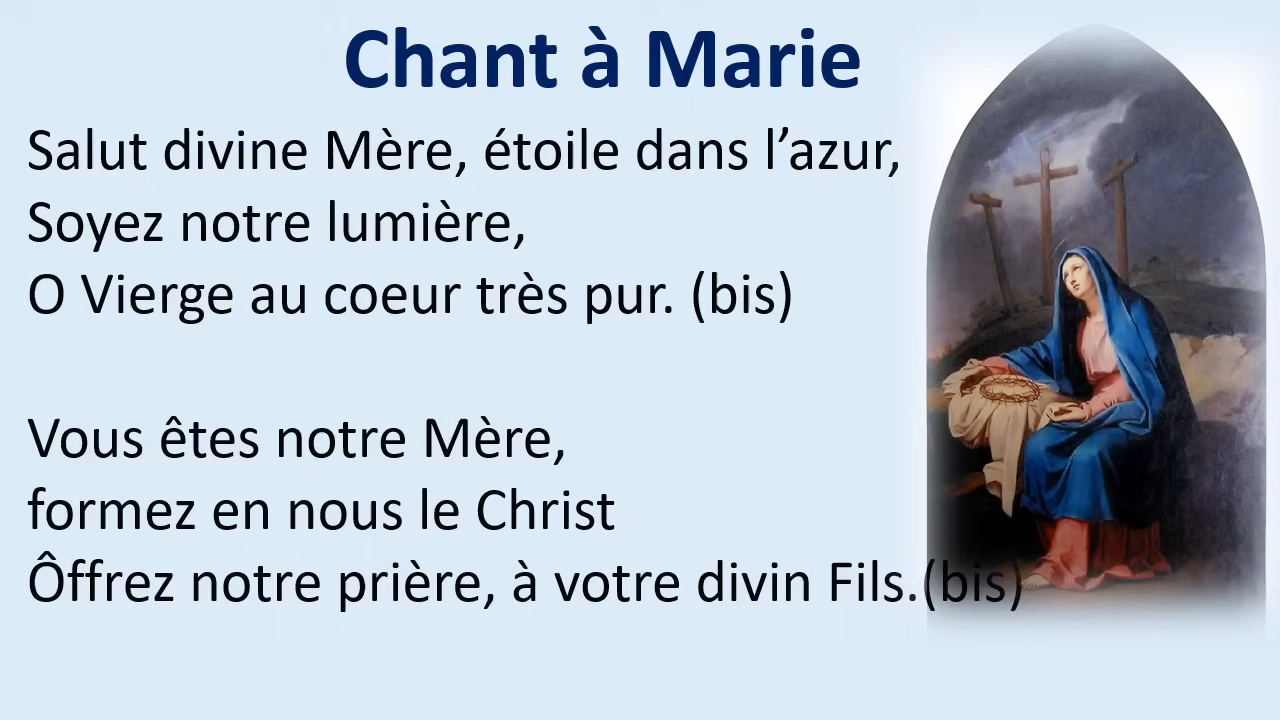 Chant à Marie
Salut divine Mère, étoile dans l’azur,
Soyez notre lumière,
O Vierge au coeur très pur. (bis)
Vous êtes notre Mère,
formez en nous le Christ
Ôffrez notre prière, à votre divin Fils.(bis)